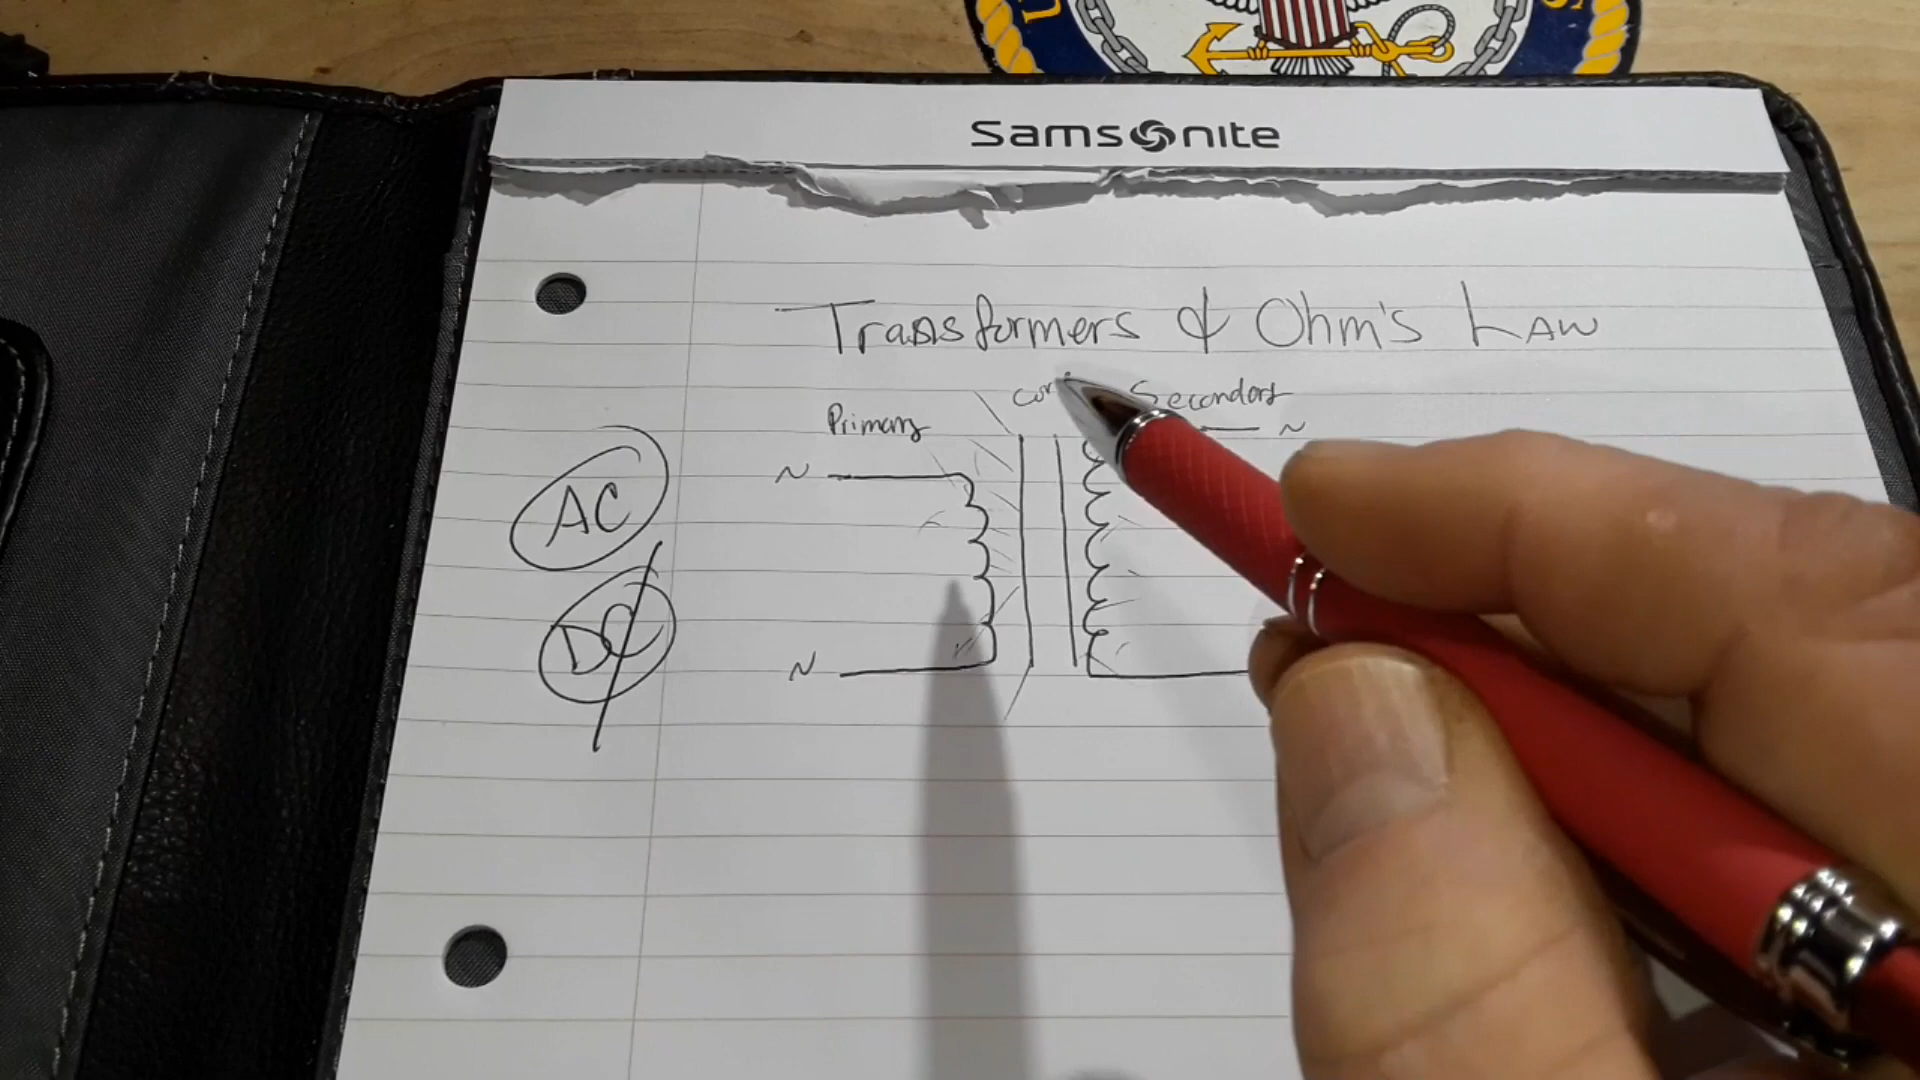 Samsonite
Transformers & Ohm's Law
Secondary
Primary
~
~
AC
~
DC